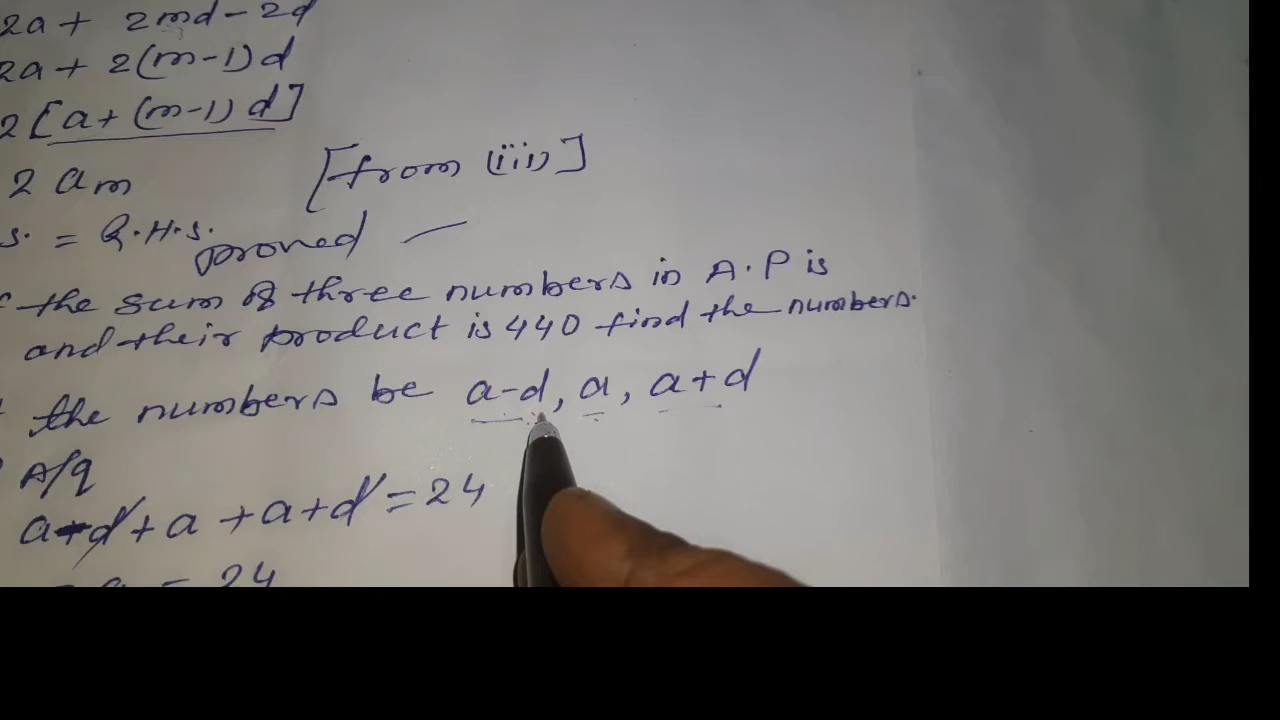 2a + 2md - 2d
2a + 2(m-1)d
2[a + (m-1) d]
2 am [from (iii)]
s. = R.H.S. proved
the sum of three numbers in A.P is
and their product is 440 find the numbers.
the numbers be a-d, a, a+d
A/q
a-d + a + a + d = 24
a = 24